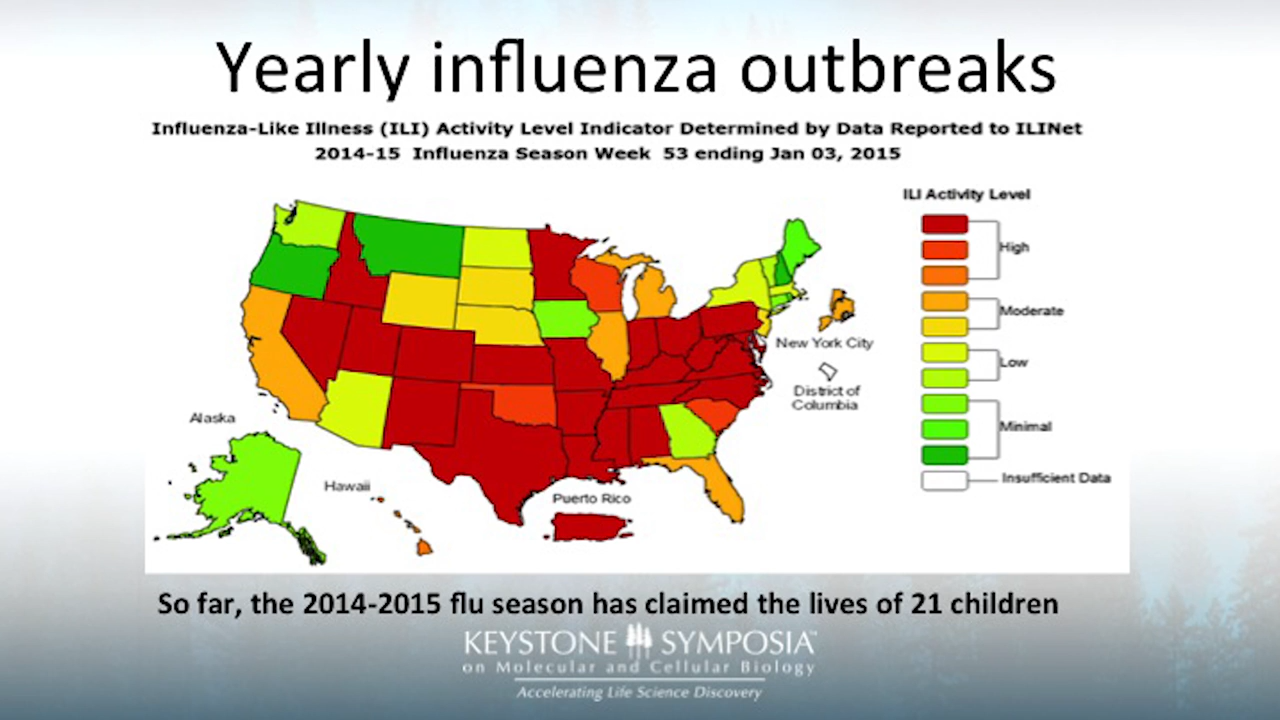 Yearly influenza outbreaks
Influenza-Like Illness (ILI) Activity Level Indicator Determined by Data Reported to ILINet
2014-15 Influenza Season Week 53 ending Jan 03, 2015
ILI Activity Level
High
Moderate
Low
Minimal
Insufficient Data
New York City
District of
Columbia
Alaska
Hawaii
Puerto Rico
So far, the 2014-2015 flu season has claimed the lives of 21 children
KEYSTONE SYMPOSIA™
on Molecular and Cellular Biology
Accelerating Life Science Discovery